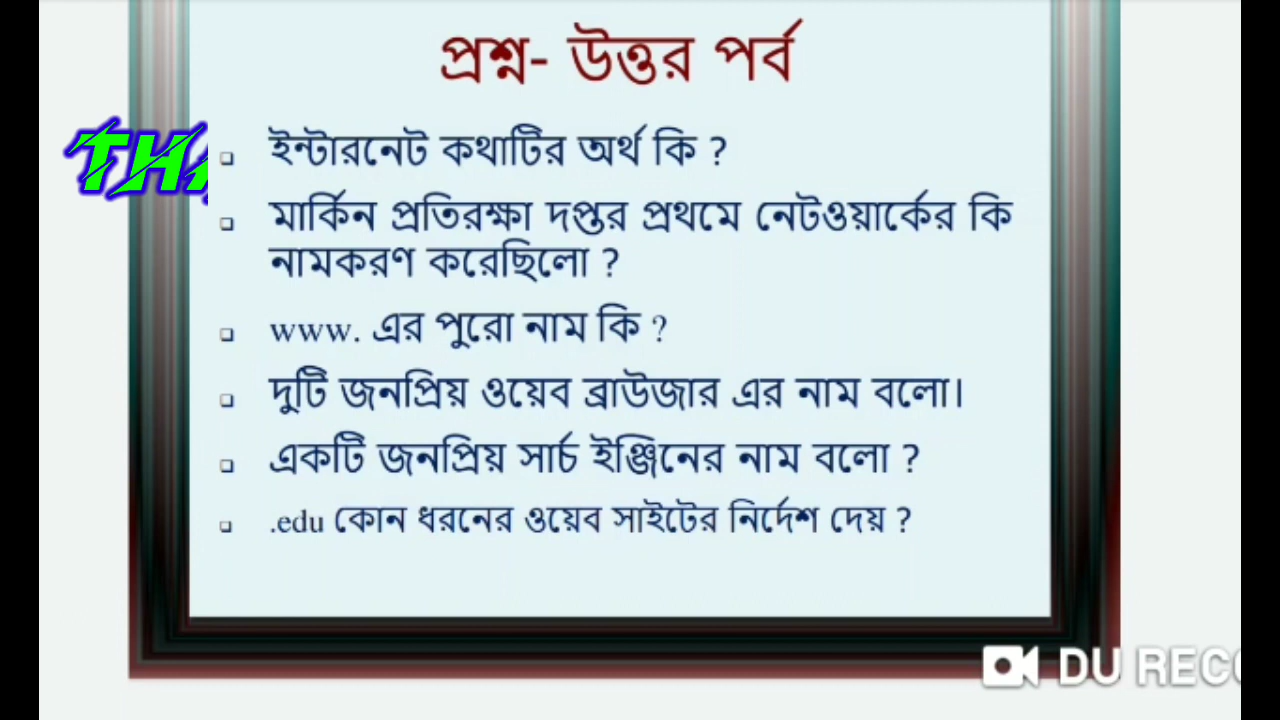 প্রশ্ন- উত্তর পর্ব
ইন্টারনেট কথাটির অর্থ কি ?
মার্কিন প্রতিরক্ষা দপ্তর প্রথমে নেটওয়ার্কের কি
নামকরণ করেছিলো ?
www. এর পুরো নাম কি ?
দুটি জনপ্রিয় ওয়েব ব্রাউজার এর নাম বলো।
একটি জনপ্রিয় সার্চ ইঞ্জিনের নাম বলো ?
.edu কোন ধরনের ওয়েব সাইটের নির্দেশ দেয় ?
DU